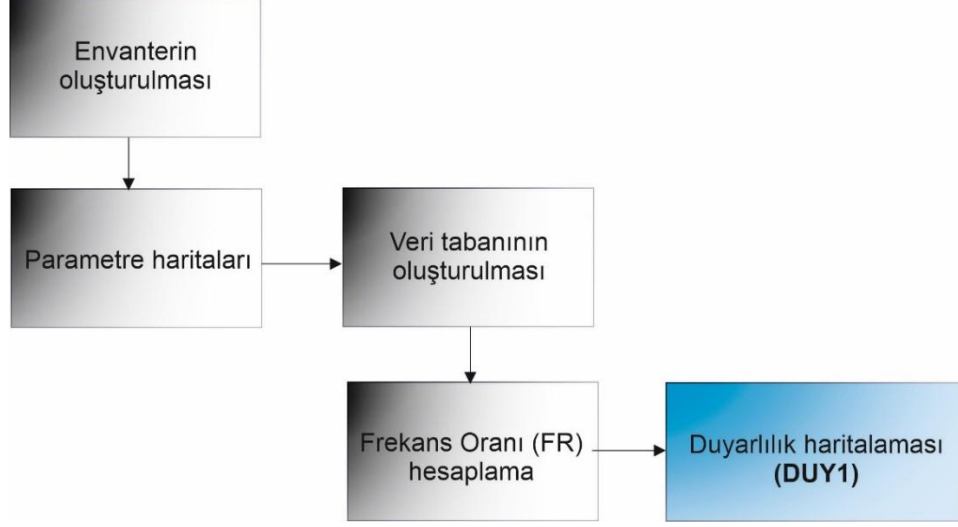 Envanterin
oluşturulması
Parametre haritaları
Veri tabanının
oluşturulması
Frekans Oranı (FR)
hesaplama
Duyarlılık haritalaması
(DUY1)